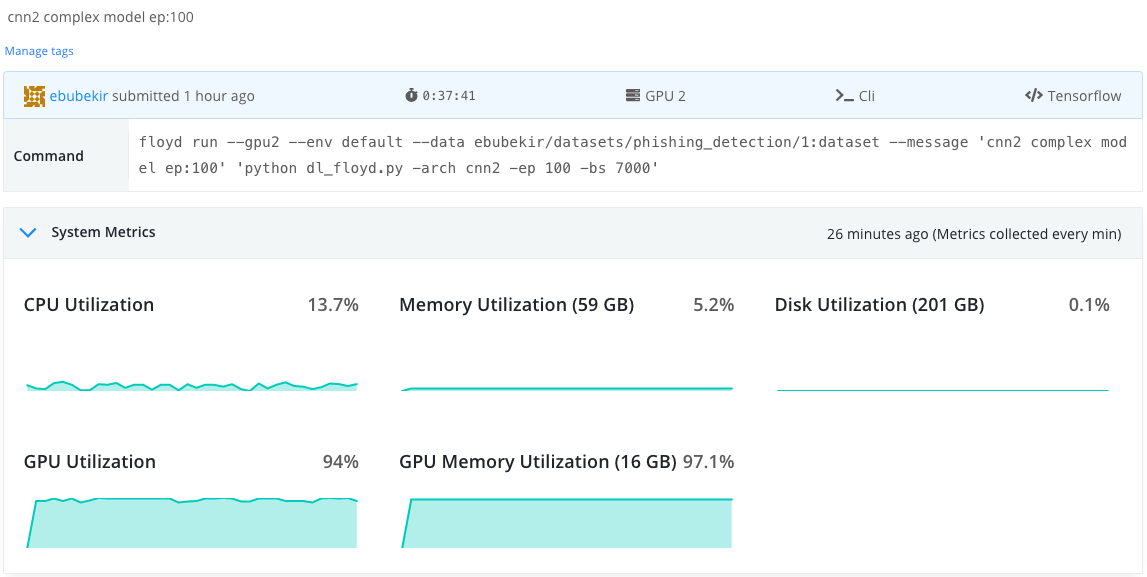 cnn2 complex model ep:100
Manage tags
ebubekir submitted 1 hour ago 0:37:41 GPU 2 Cli Tensorflow
Command
floyd run --gpu2 --env default --data ebubekir/datasets/phishing_detection/1:dataset --message 'cnn2 complex mod
el ep:100' 'python dl_floyd.py -arch cnn2 -ep 100 -bs 7000'
System Metrics 26 minutes ago (Metrics collected every min)
CPU Utilization 13.7% Memory Utilization (59 GB) 5.2% Disk Utilization (201 GB) 0.1%
GPU Utilization 94% GPU Memory Utilization (16 GB) 97.1%